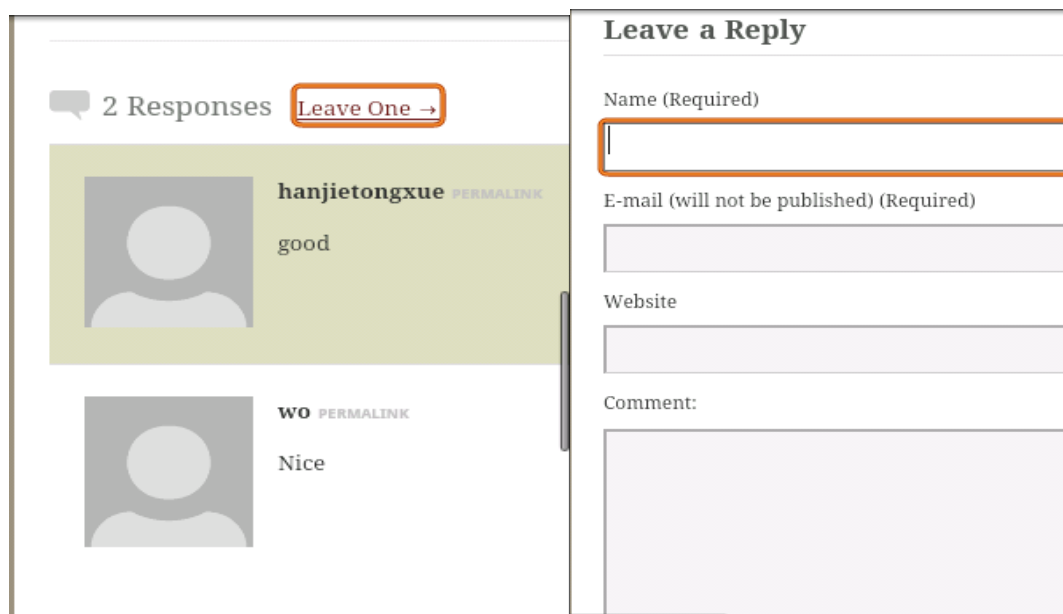 2 Responses Leave One →
hanjietongxue PERMALINK
good
wo PERMALINK
Nice
Leave a Reply
Name (Required)
E-mail (will not be published) (Required)
Website
Comment: